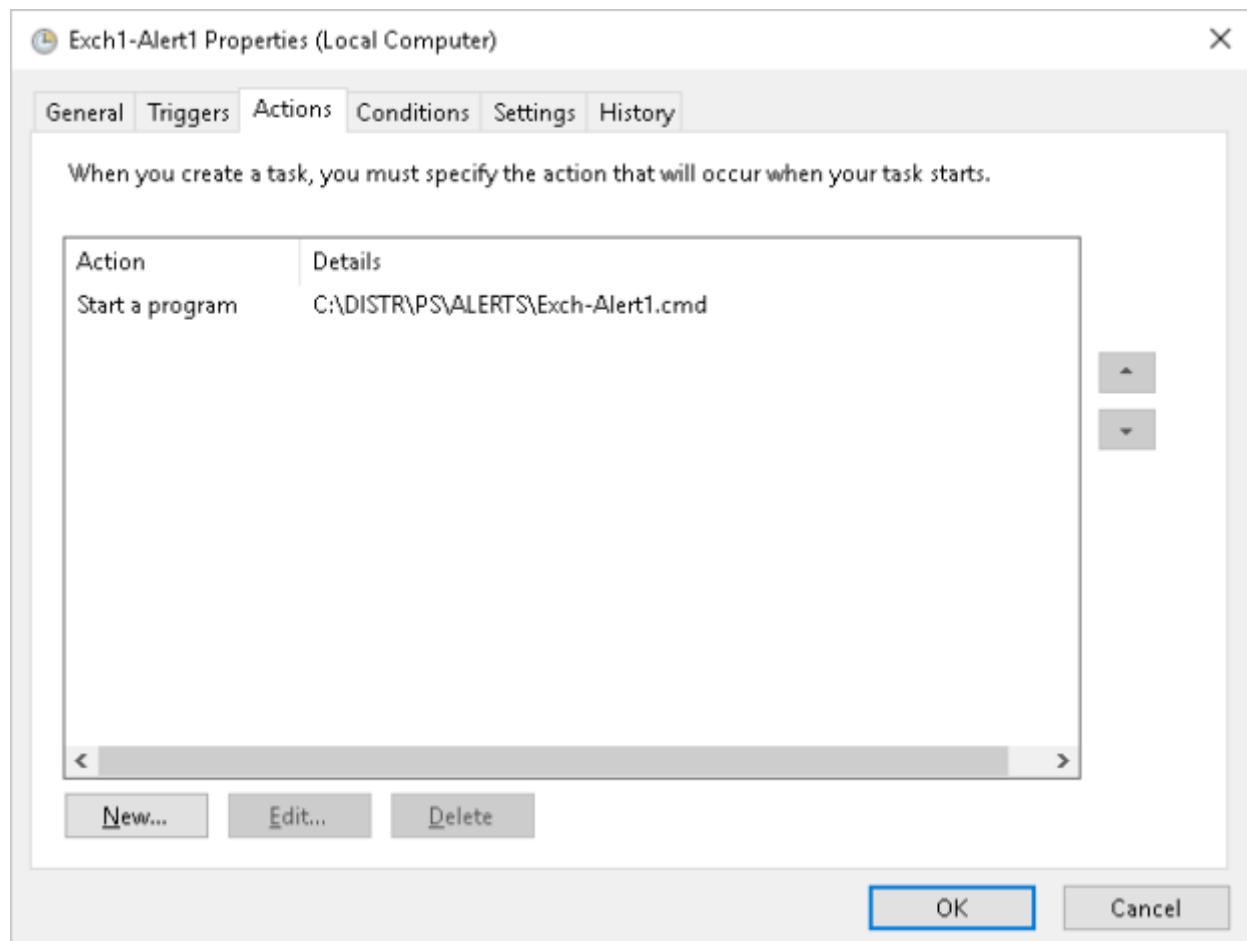 Exch1-Alert1 Properties (Local Computer)
General Triggers Actions Conditions Settings History
When you create a task, you must specify the action that will occur when your task starts.
Action Details
Start a program C:\DISTR\PS\ALERTS\Exch-Alert1.cmd
New... Edit... Delete
OK Cancel